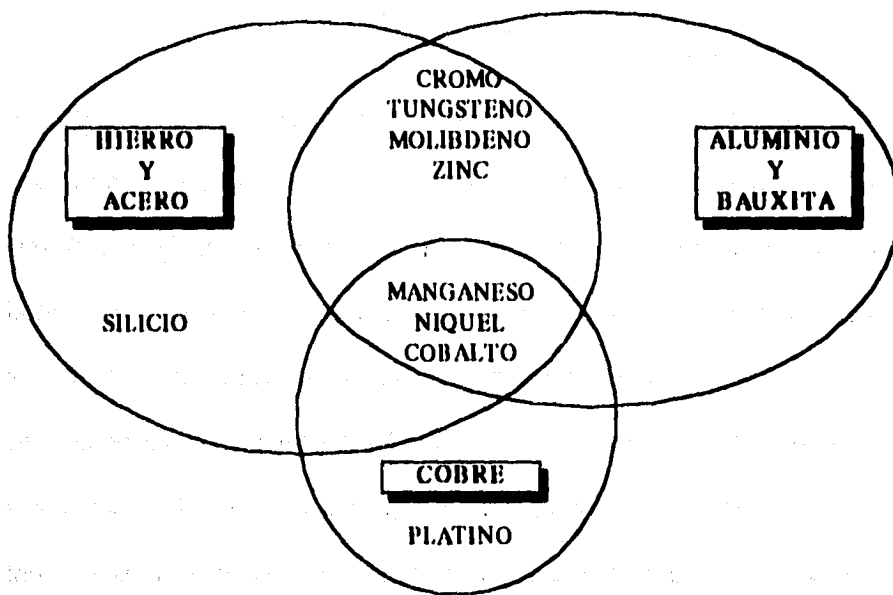 CROMO
TUNGSTENO
MOLIBDENO
ZINC
HIERRO
Y
ACERO
ALUMINIO
Y
BAUXITA
SILICIO
MANGANESO
NIQUEL
COBALTO
COBRE
PLATINO